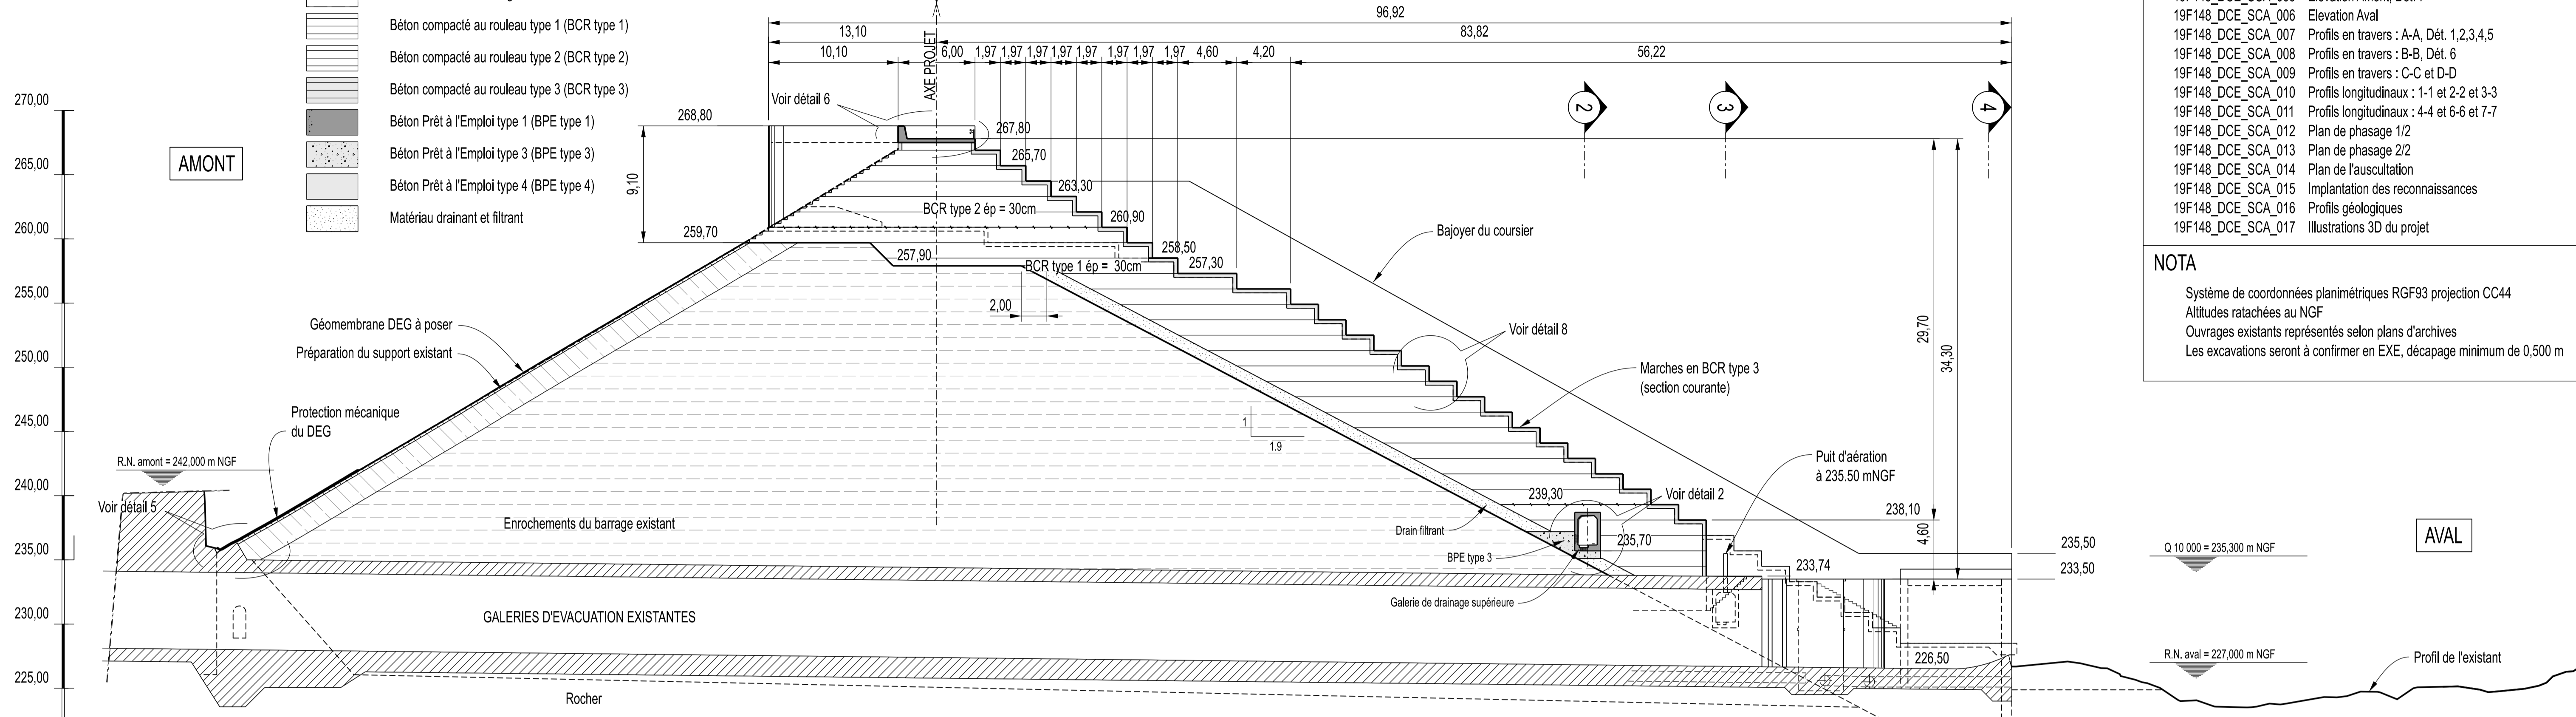 Béton compacté au rouleau type 1 (BCR type 1)
Béton compacté au rouleau type 2 (BCR type 2)
Béton compacté au rouleau type 3 (BCR type 3)
Béton Prêt à l'Emploi type 1 (BPE type 1)
Béton Prêt à l'Emploi type 3 (BPE type 3)
Béton Prêt à l'Emploi type 4 (BPE type 4)
Matériau drainant et filtrant
96,92
13,10
83,82
10,10
6,00
1,97
1,97
1,97
1,97
1,97
1,97
1,97
1,97
4,60
4,20
56,22
AXE PROJET
Voir détail 6
2
3
4
19F148_DCE_SCA_006 Elevation Aval
19F148_DCE_SCA_007 Profils en travers : A-A, Dét. 1,2,3,4,5
19F148_DCE_SCA_008 Profils en travers : B-B, Dét. 6
19F148_DCE_SCA_009 Profils en travers : C-C et D-D
19F148_DCE_SCA_010 Profils longitudinaux : 1-1 et 2-2 et 3-3
19F148_DCE_SCA_011 Profils longitudinaux : 4-4 et 6-6 et 7-7
19F148_DCE_SCA_012 Plan de phasage 1/2
19F148_DCE_SCA_013 Plan de phasage 2/2
19F148_DCE_SCA_014 Plan de l'auscultation
19F148_DCE_SCA_015 Implantation des reconnaissances
19F148_DCE_SCA_016 Profils géologiques
19F148_DCE_SCA_017 Illustrations 3D du projet
NOTA
Système de coordonnées planimétriques RGF93 projection CC44
Altitudes ratachées au NGF
Ouvrages existants représentés selon plans d'archives
Les excavations seront à confirmer en EXE, décapage minimum de 0,500 m
270,00
265,00
260,00
255,00
250,00
245,00
240,00
235,00
230,00
225,00
AMONT
268,80
9,10
259,70
267,80
265,70
263,30
BCR type 2 ép = 30cm
260,90
258,50
257,90
BCR type 1 ép = 30cm
257,30
2,00
Bajoyer du coursier
Géomembrane DEG à poser
Préparation du support existant
Voir détail 8
29,70
34,30
Marches en BCR type 3
(section courante)
Protection mécanique
du DEG
1
1.9
R.N. amont = 242,000 m NGF
Puit d'aération
à 235.50 mNGF
Voir détail 5
Enrochements du barrage existant
239,30
Voir détail 2
238,10
4,60
Drain filtrant
235,70
BPE type 3
AVAL
235,50
Q 10 000 = 235,300 m NGF
233,74
233,50
Galerie de drainage supérieure
GALERIES D'EVACUATION EXISTANTES
226,50
R.N. aval = 227,000 m NGF
Profil de l'existant
Rocher